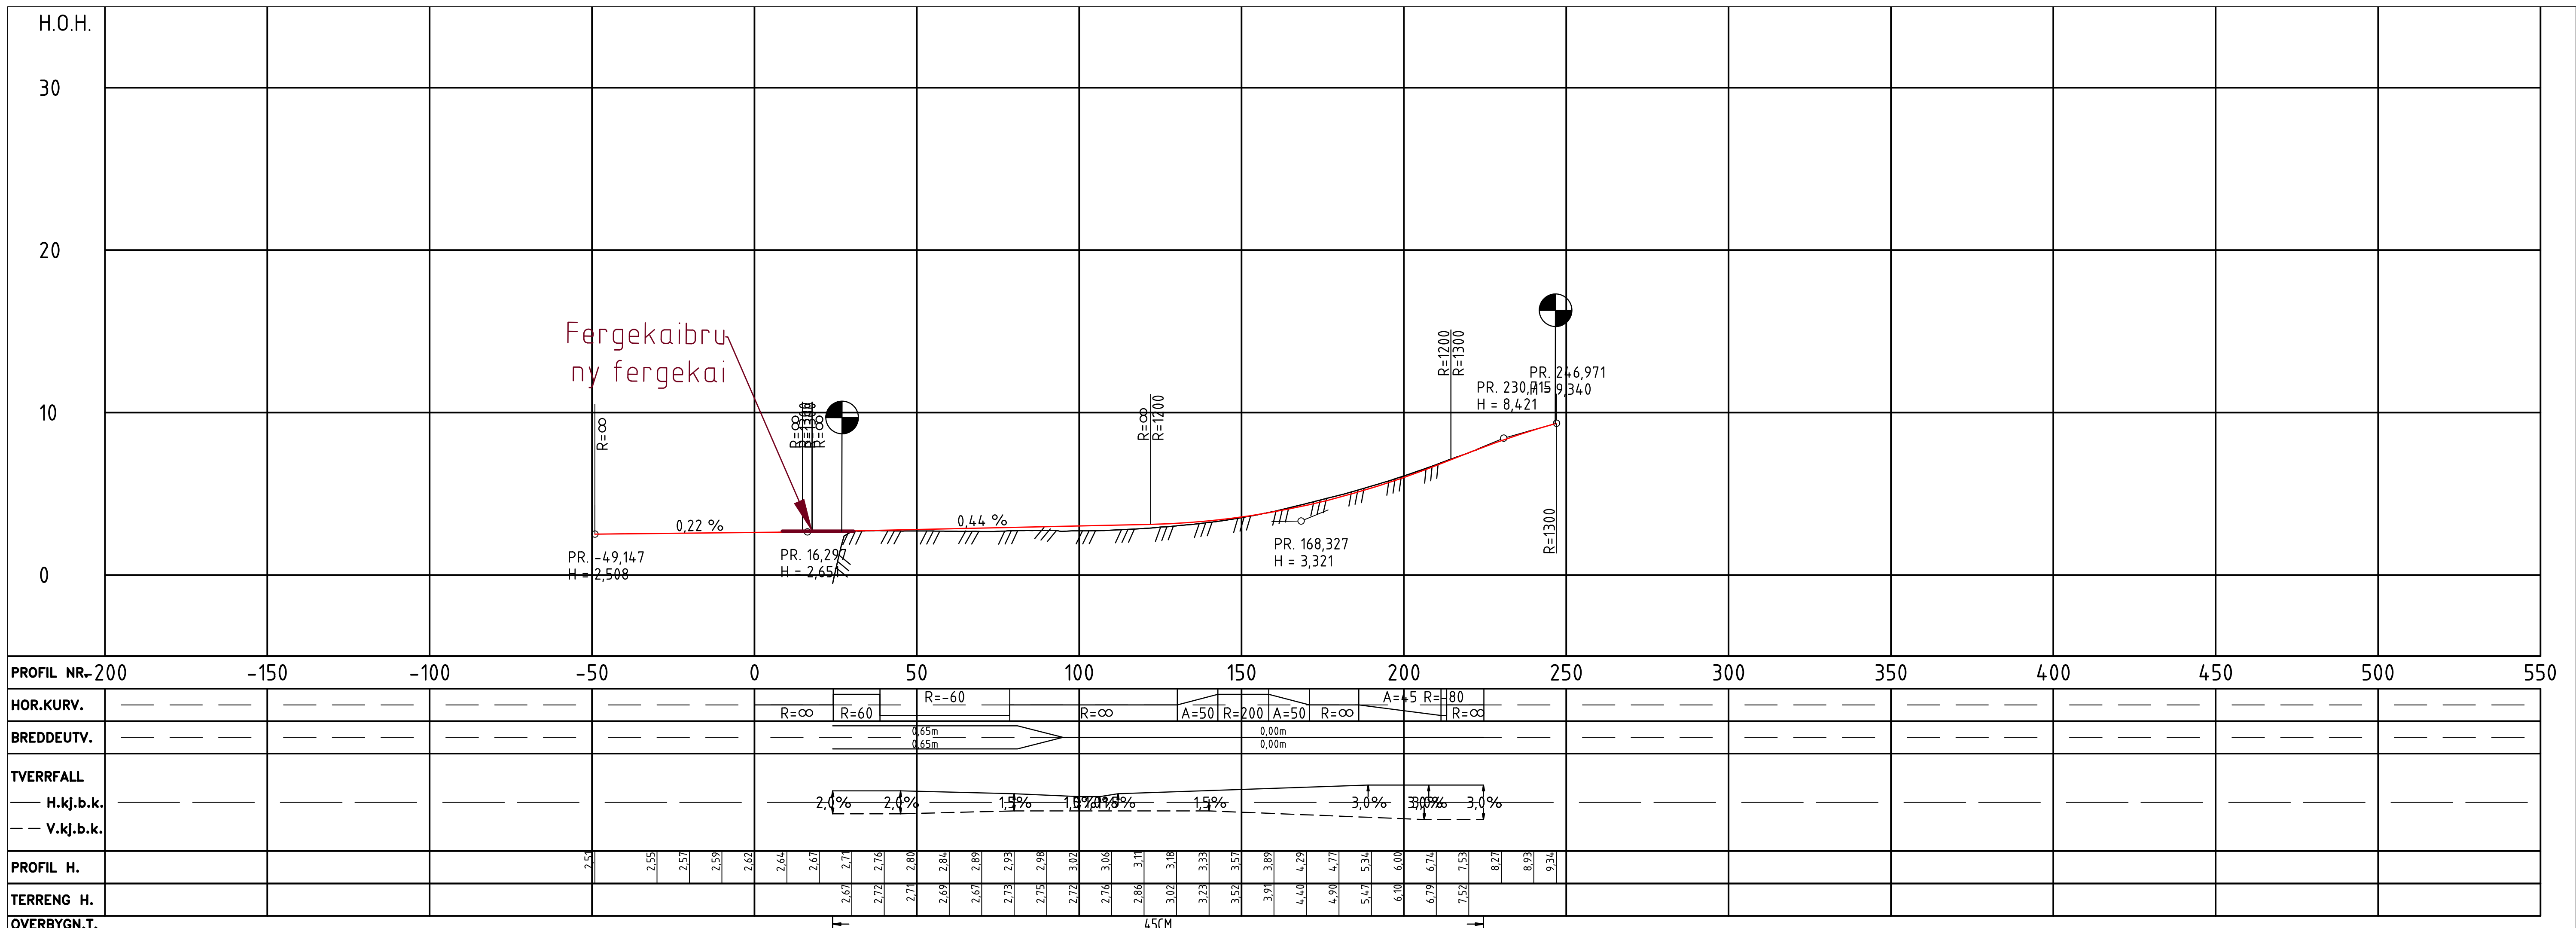 H.O.H.
30
20
10
0
Fergekaibru
ny fergekai
R=∞
R=∞
R=1300
R=∞
R=∞
R=1200
R=1200
R=1300
R=1300
0,22 %
0,44 %
PR. -49,147
H = 2,508
PR. 16,297
H = 2,651
PR. 168,327
H = 3,321
PR. 230,715
H = 8,421
PR. 246,971
H = 9,340
PROFIL NR. -200 -150 -100 -50 0 50 100 150 200 250 300 350 400 450 500 550
HOR.KURV. R=∞ R=60 R=-60 R=∞ A=50 R=200 A=50 R=∞ A=45 R=-80 R=∞
BREDDEUTV. 0,65m 0,00m
0,65m 0,00m
TVERRFALL
H.kj.b.k. 2,0% 2,0% 1,5% 1,5% 3,0% 3,0% 3,0%
V.kj.b.k.
PROFIL H. 2,51 2,55 2,57 2,59 2,62 2,64 2,67 2,71 2,76 2,80 2,84 2,89 2,93 2,98 3,02 3,06 3,11 3,18 3,33 3,57 3,89 4,29 4,77 5,34 6,00 6,74 7,53 8,27 8,93 9,34
TERRENG H. 2,67 2,72 2,71 2,69 2,67 2,73 2,75 2,72 2,76 2,86 3,02 3,23 3,52 3,91 4,40 4,90 5,47 6,10 6,79 7,52
OVERBYGN.T. 45CM